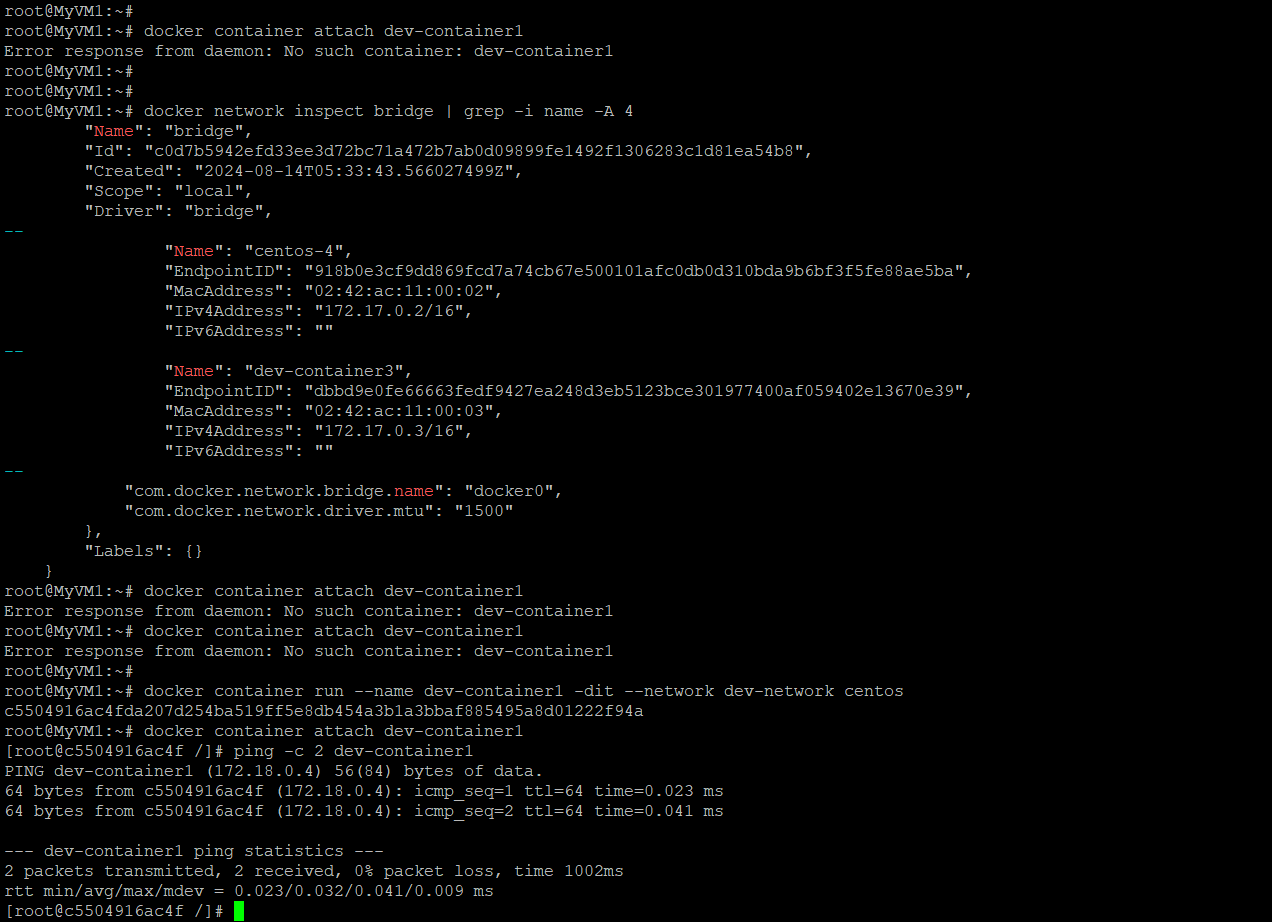 root@MyVM1:~#
root@MyVM1:~# docker container attach dev-container1
Error response from daemon: No such container: dev-container1
root@MyVM1:~#
root@MyVM1:~#
root@MyVM1:~# docker network inspect bridge | grep -i name -A 4
        "Name": "bridge",
        "Id": "c0d7b5942efd33ee3d72bc71a472b7ab0d09899fe1492f1306283c1d81ea54b8",
        "Created": "2024-08-14T05:33:43.566027499Z",
        "Scope": "local",
        "Driver": "bridge",
--
                "Name": "centos-4",
                "EndpointID": "918b0e3cf9dd869fcd7a74cb67e500101afc0db0d310bda9b6bf3f5fe88ae5ba",
                "MacAddress": "02:42:ac:11:00:02",
                "IPv4Address": "172.17.0.2/16",
                "IPv6Address": ""
--
                "Name": "dev-container3",
                "EndpointID": "dbbd9e0fe66663fedf9427ea248d3eb5123bce301977400af059402e13670e39",
                "MacAddress": "02:42:ac:11:00:03",
                "IPv4Address": "172.17.0.3/16",
                "IPv6Address": ""
--
            "com.docker.network.bridge.name": "docker0",
            "com.docker.network.driver.mtu": "1500"
        },
        "Labels": {}
    }
root@MyVM1:~# docker container attach dev-container1
Error response from daemon: No such container: dev-container1
root@MyVM1:~# docker container attach dev-container1
Error response from daemon: No such container: dev-container1
root@MyVM1:~#
root@MyVM1:~# docker container run --name dev-container1 -dit --network dev-network centos
c5504916ac4fda207d254ba519ff5e8db454a3b1a3bbaf885495a8d01222f94a
root@MyVM1:~# docker container attach dev-container1
[root@c5504916ac4f /]# ping -c 2 dev-container1
PING dev-container1 (172.18.0.4) 56(84) bytes of data.
64 bytes from c5504916ac4f (172.18.0.4): icmp_seq=1 ttl=64 time=0.023 ms
64 bytes from c5504916ac4f (172.18.0.4): icmp_seq=2 ttl=64 time=0.041 ms

--- dev-container1 ping statistics ---
2 packets transmitted, 2 received, 0% packet loss, time 1002ms
rtt min/avg/max/mdev = 0.023/0.032/0.041/0.009 ms
[root@c5504916ac4f /]#